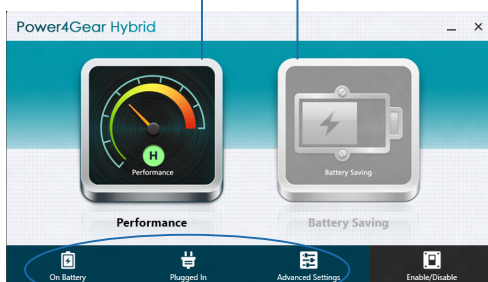 Power4Gear Hybrid
H
Performance
Battery Saving
Performance
Battery Saving
On Battery
Plugged In
Advanced Settings
Enable/Disable